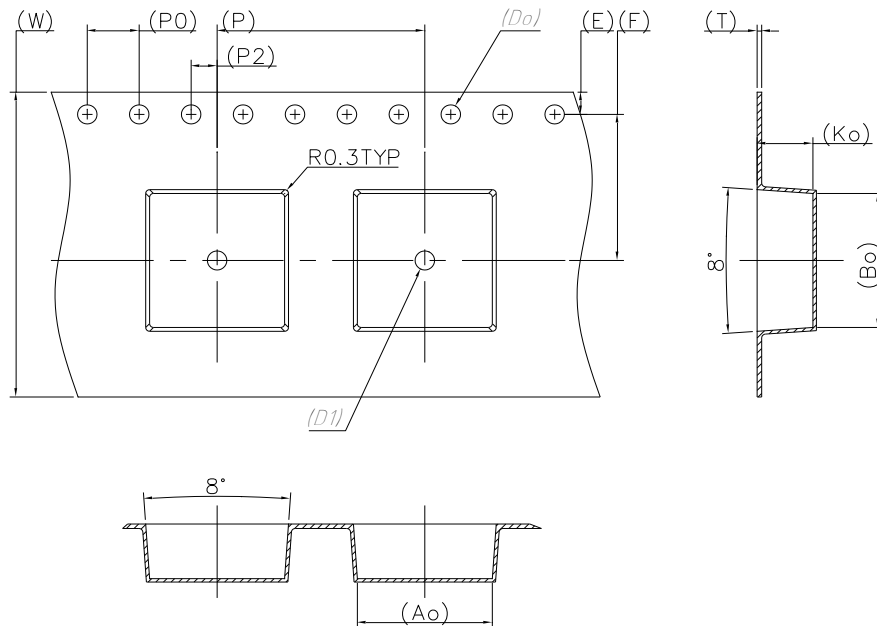 (W)
(P0)
(P)
(Do)
(E)
(F)
(T)
(P2)
R0.3TYP
(Ko)
8°
(Bo)
(D1)
8°
(Ao)